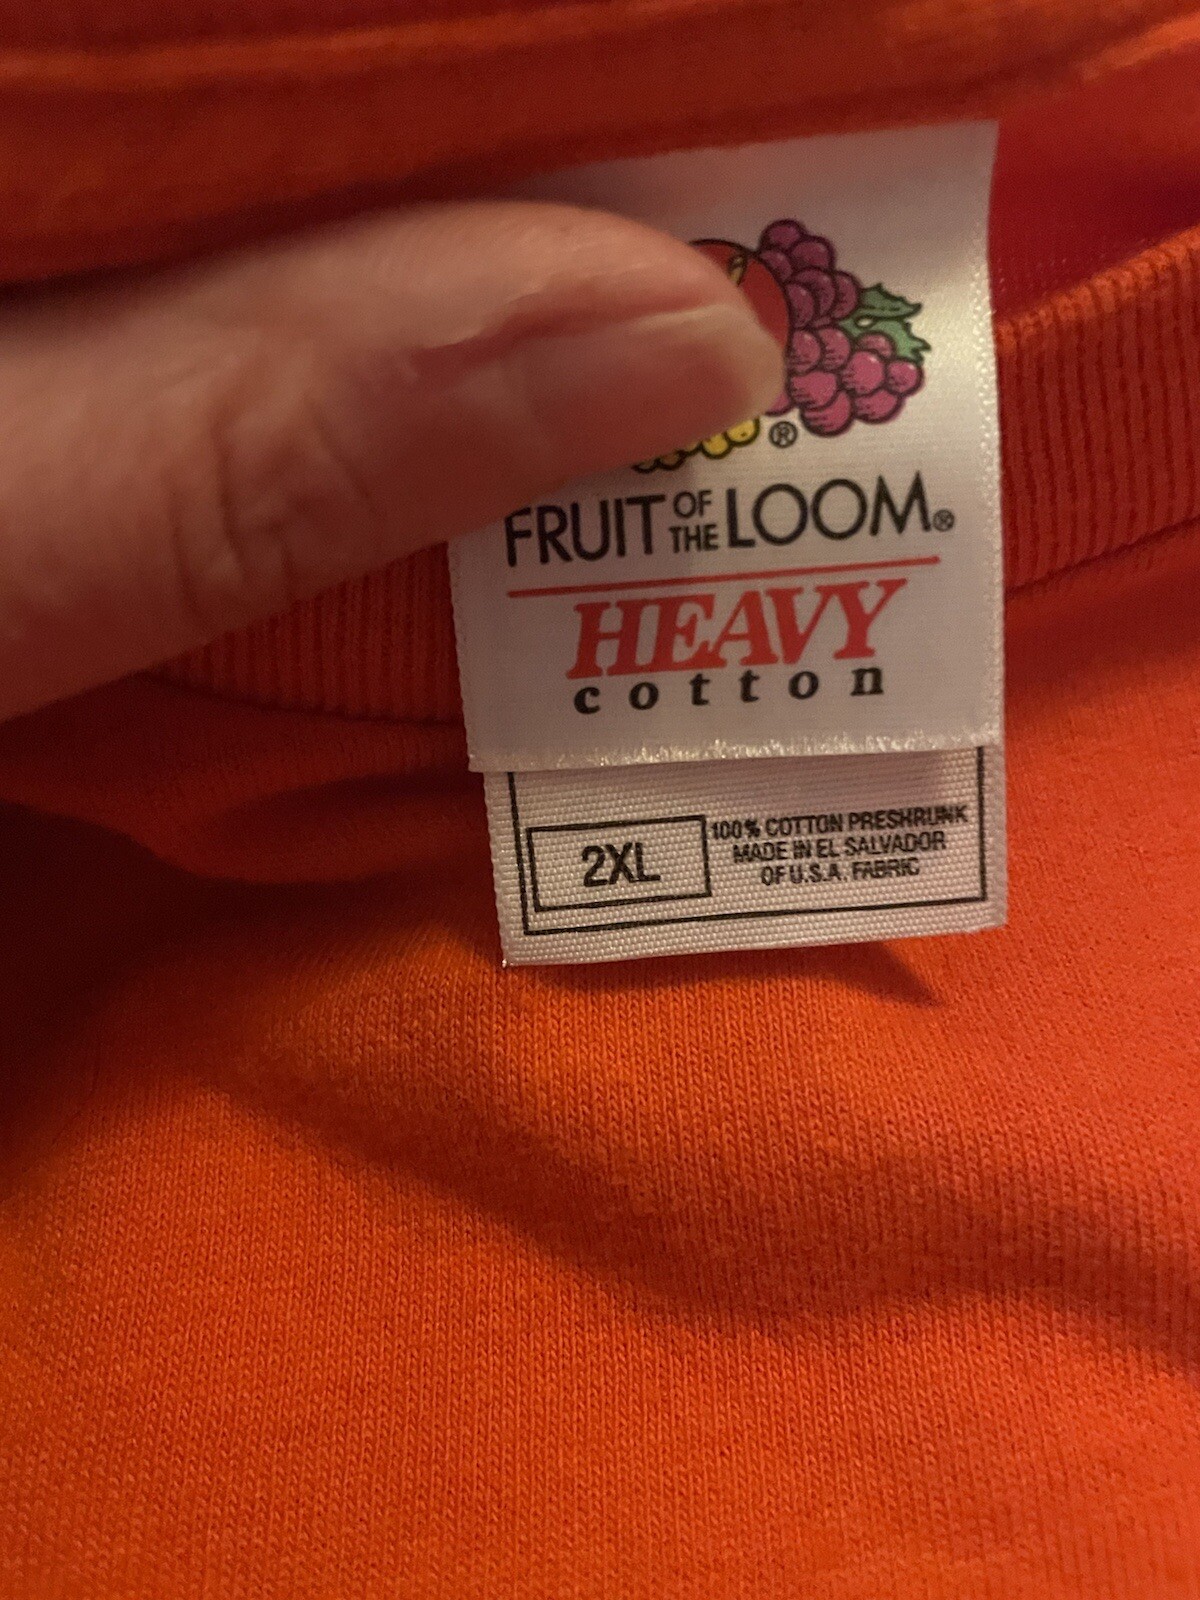 ®
FRUIT OF THE LOOM®
HEAVY
cotton
2XL
100% COTTON PRESHRUNK
MADE IN EL SALVADOR
OF U.S.A. FABRIC